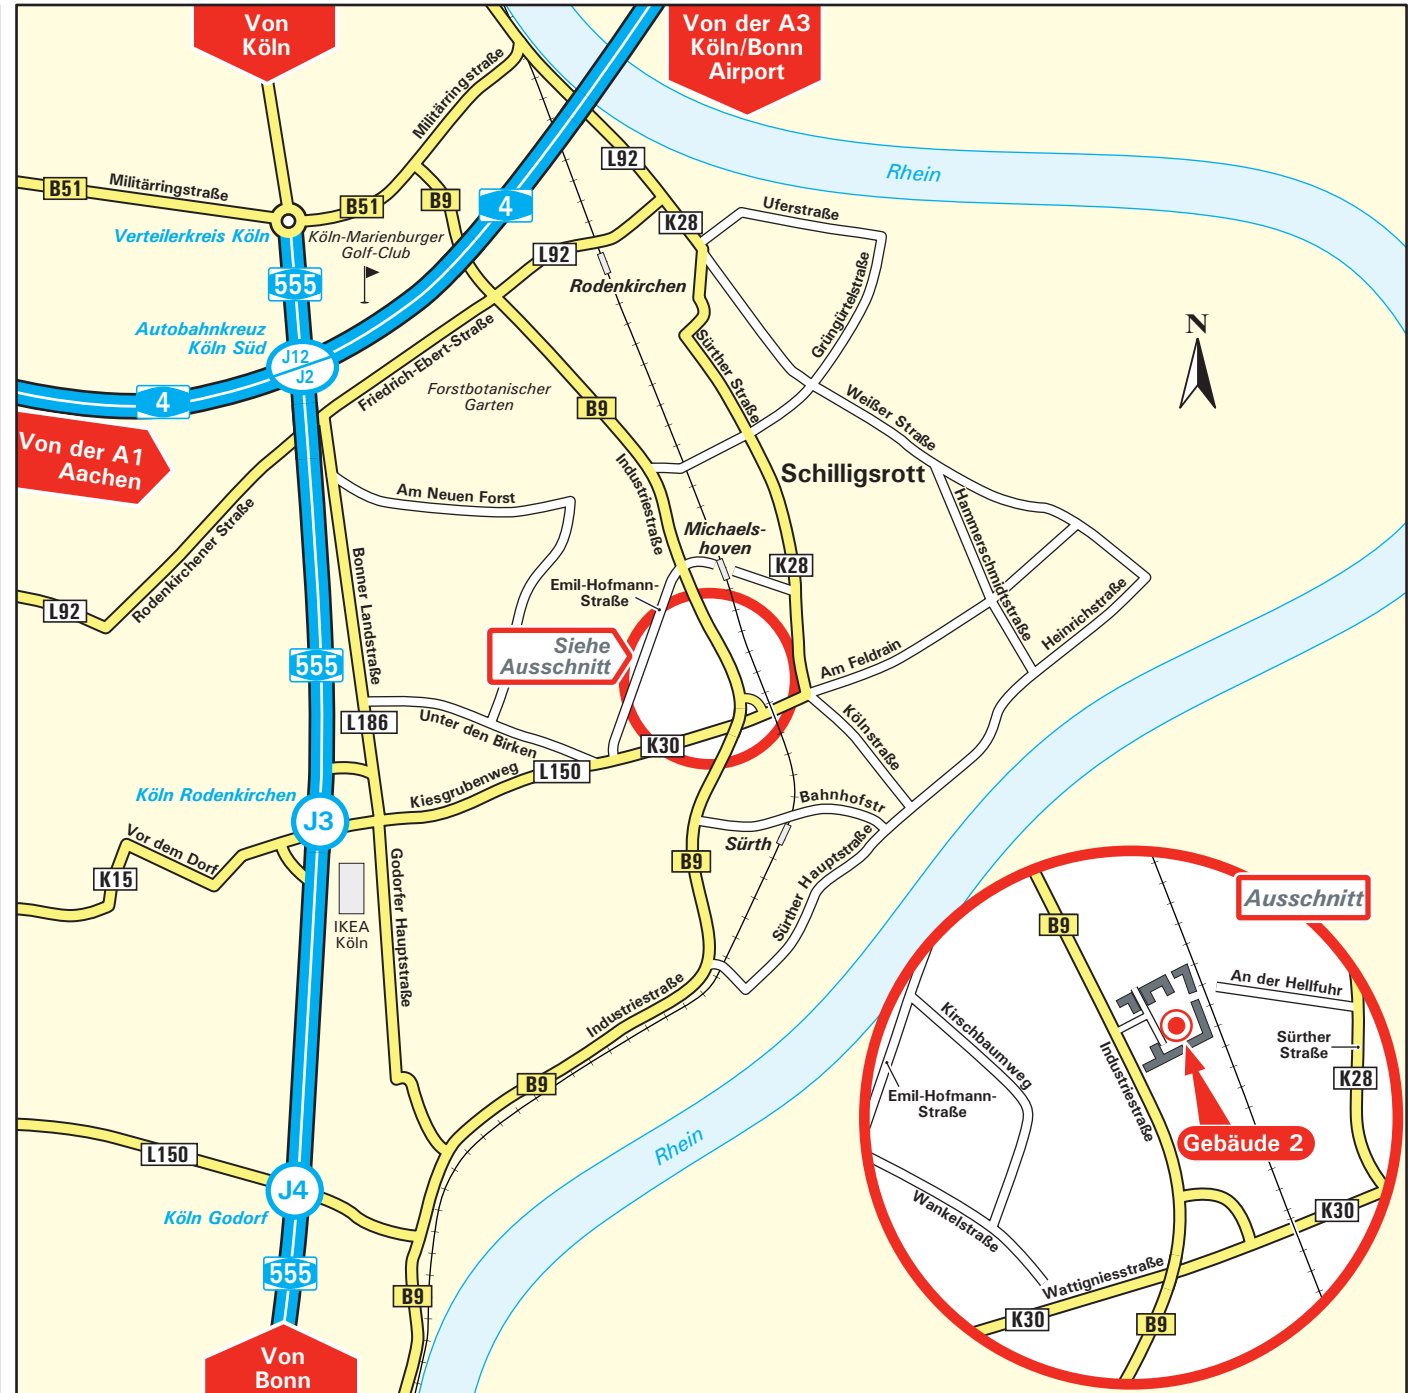 Von
Köln
Von der A3
Köln/Bonn
Airport
Militärringstraße
L92
Rhein
B51
Militärringstraße
B51
B9
4
K28
Uferstraße
Verteilerkreis Köln
Köln-Marienburger
Golf-Club
L92
555
Rodenkirchen
Grüngürtelstraße
Autobahnkreuz
Köln Süd
J12
J2
Friedrich-Ebert-Straße
Sürther Straße
N
4
Forstbotanischer
Garten
B9
Weißer Straße
Von der A1
Aachen
Industriestraße
Schilligsrott
Am Neuen Forst
Hammerschmidtstraße
Rodenkirchener Straße
Michaels-
hoven
Bonner Landstraße
K28
Emil-Hofmann-
Straße
L92
Heinrichstraße
Siehe
Ausschnitt
555
Am Feldrain
L186
Unter den Birken
K30
Kölnstraße
L150
Kiesgrubenweg
Köln Rodenkirchen
J3
Bahnhofstr
Vor dem Dorf
Sürth
Sürther Hauptstraße
K15
B9
Godorfer Hauptstraße
IKEA
Köln
Ausschnitt
B9
An der Hellfuhr
Kirschbaumweg
Industriestraße
Sürther
Straße
Industriestraße
K28
B9
Emil-Hofmann-
Straße
Gebäude 2
L150
Rhein
J4
Köln Godorf
Wankelstraße
K30
555
Wattigniesstraße
B9
K30
B9
Von
Bonn